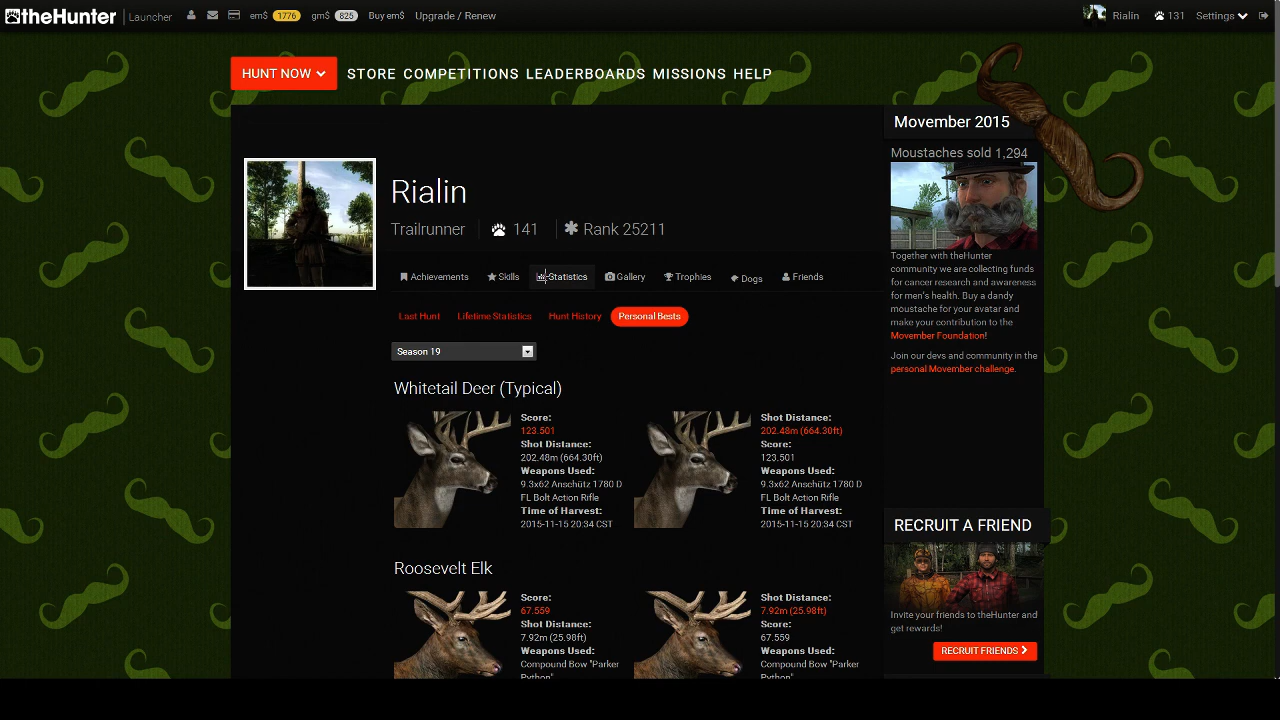 theHunter Launcher em$ 1776 gm$ 825 Buy em$ Upgrade / Renew Rialin 131 Settings
HUNT NOW STORE COMPETITIONS LEADERBOARDS MISSIONS HELP
Rialin
Trailrunner 141 Rank 25211
Achievements Skills Statistics Gallery Trophies Dogs Friends
Last Hunt Lifetime Statistics Hunt History Personal Bests
Season 19
Whitetail Deer (Typical)
Score:
123.501
Shot Distance:
202.48m (664.30ft)
Weapons Used:
9.3x62 Anschütz 1780 D
FL Bolt Action Rifle
Time of Harvest:
2015-11-15 20:34 CST
Shot Distance:
202.48m (664.30ft)
Score:
123.501
Weapons Used:
9.3x62 Anschütz 1780 D
FL Bolt Action Rifle
Time of Harvest:
2015-11-15 20:34 CST
Roosevelt Elk
Score:
67.559
Shot Distance:
7.92m (25.98ft)
Weapons Used:
Compound Bow "Parker
Python"
Shot Distance:
7.92m (25.98ft)
Score:
67.559
Weapons Used:
Compound Bow "Parker
Python"
Movember 2015
Moustaches sold 1,294
Together with theHunter
community we are collecting funds
for cancer research and awareness
for men's health. Buy a dandy
moustache for your avatar and
make your contribution to the
Movember Foundation!
Join our devs and community in the
personal Movember challenge.
RECRUIT A FRIEND
Invite your friends to theHunter and
get rewards!
RECRUIT FRIENDS